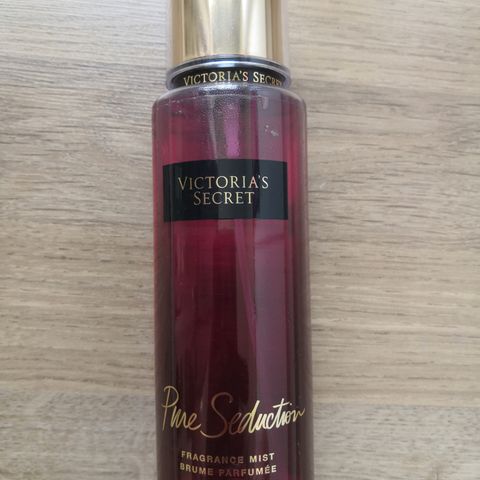 VICTORIA'S SECRET
VICTORIA'S
SECRET
Pure Seduction
FRAGRANCE MIST
BRUME PARFUMÉE